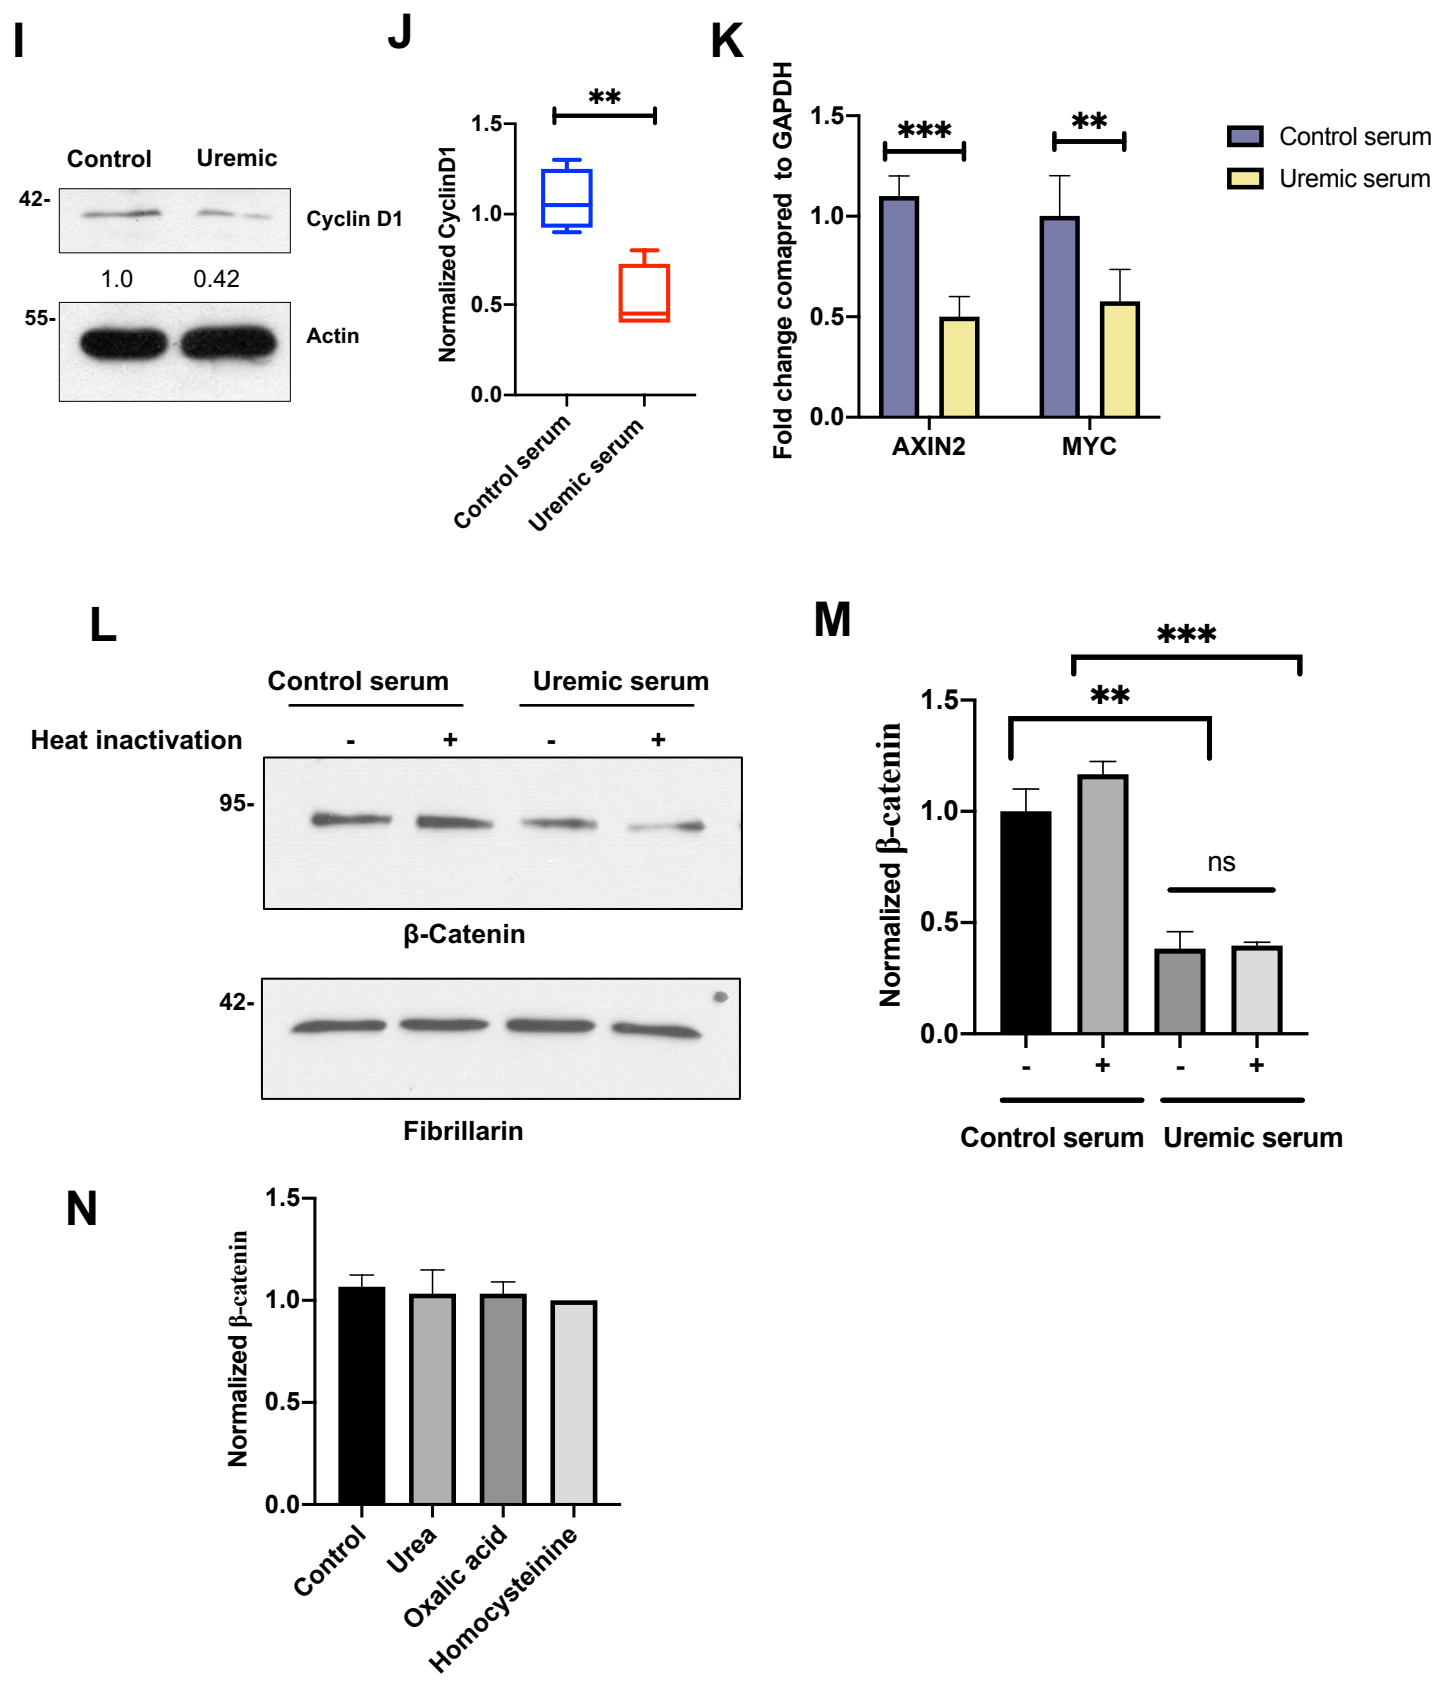 I
J
K
Control Uremic
42-
Cyclin D1
1.0 0.42
55-
Actin
**
1.5
1.0
0.5
0.0
Normalized CyclinD1
Control serum
Uremic serum
Fold change comapred to GAPDH
1.5
1.0
0.5
0.0
***
**
AXIN2
MYC
Control serum
Uremic serum
L
Control serum Uremic serum
Heat inactivation - + - +
95-
β-Catenin
42-
Fibrillarin
M
***
**
ns
1.5
1.0
0.5
0.0
Normalized β-catenin
- + - +
Control serum Uremic serum
N
1.5
1.0
0.5
0.0
Normalized β-catenin
Control
Urea
Oxalic acid
Homocysteinine